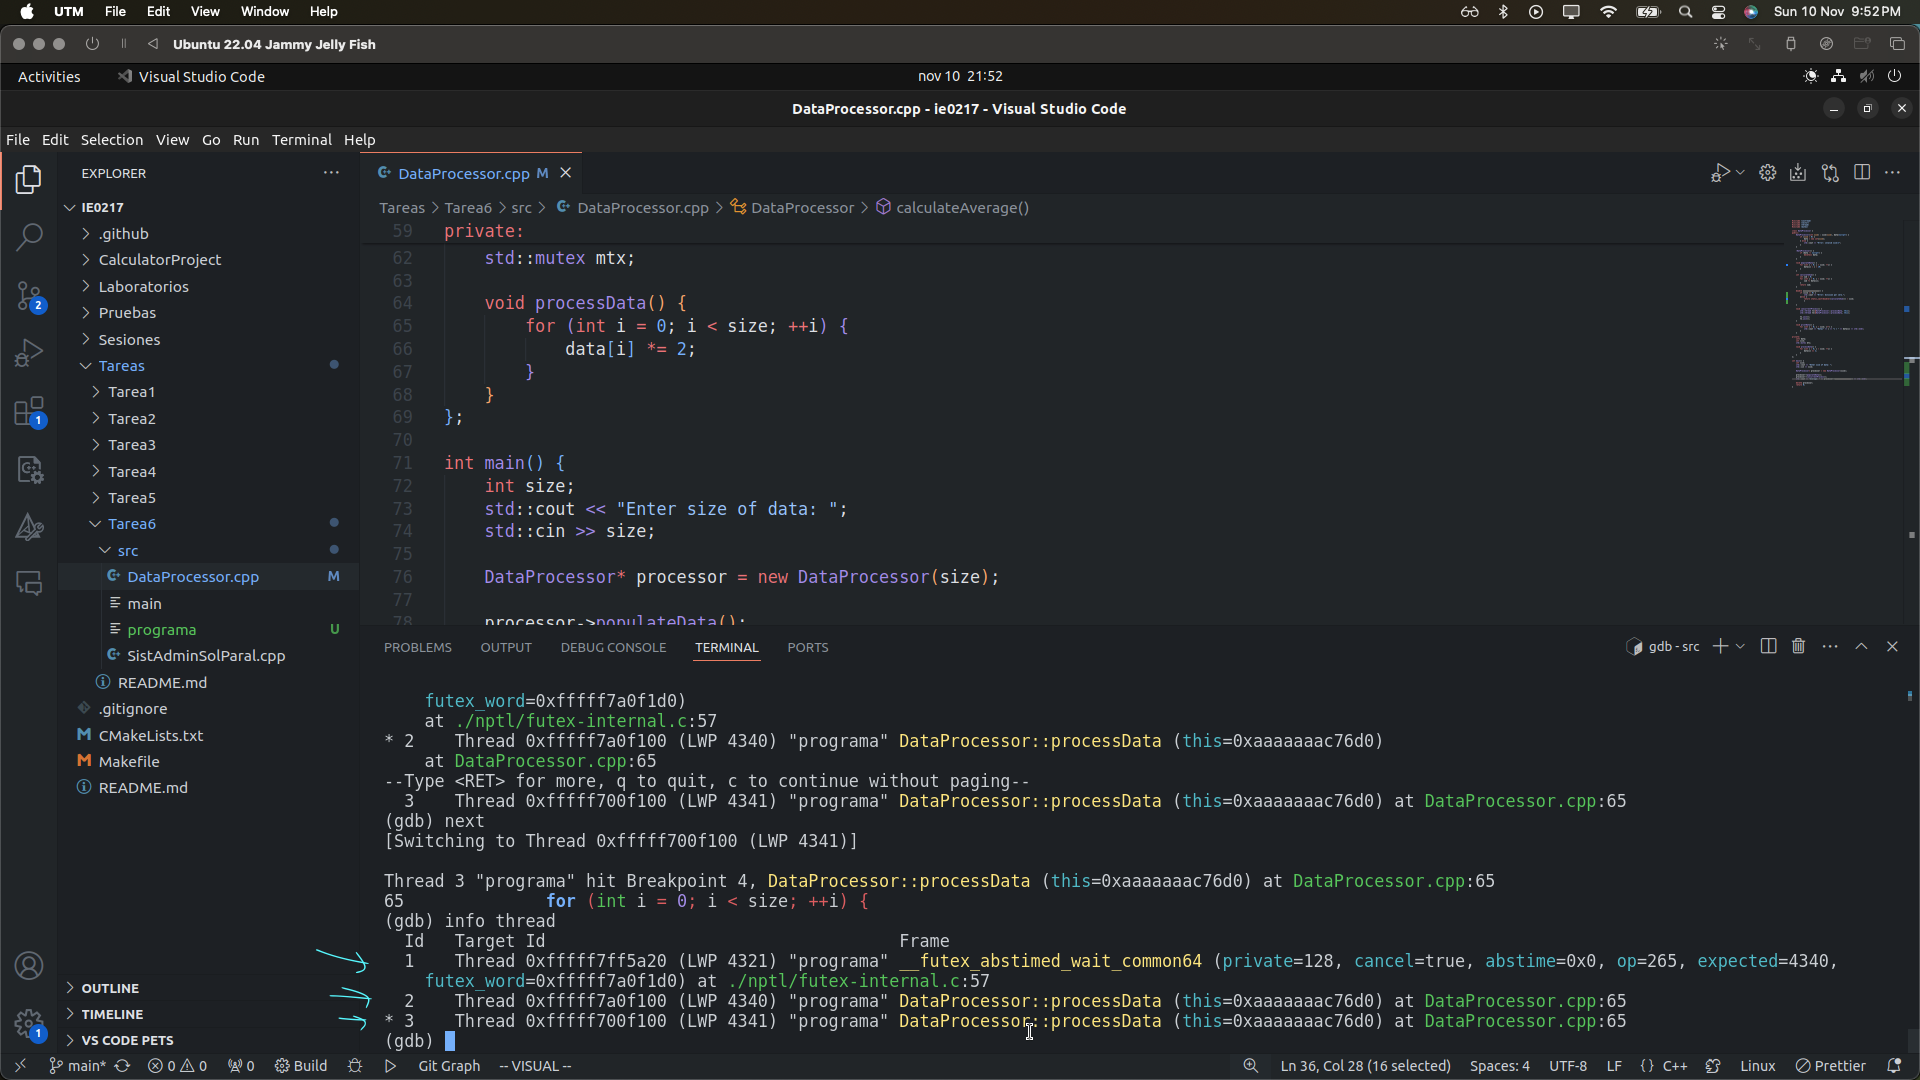 UTM File Edit View Window Help Sun 10 Nov 9:52 PM
Ubuntu 22.04 Jammy Jelly Fish
Activities Visual Studio Code nov 10 21:52
DataProcessor.cpp - ie0217 - Visual Studio Code
File Edit Selection View Go Run Terminal Help
EXPLORER
IE0217
.github
CalculatorProject
Laboratorios
Pruebas
Sesiones
Tareas
Tarea1
Tarea2
Tarea3
Tarea4
Tarea5
Tarea6
src
DataProcessor.cpp M
main
programa U
SistAdminSolParal.cpp
README.md
.gitignore
CMakeLists.txt
Makefile
README.md
OUTLINE
TIMELINE
VS CODE PETS
2
1
1
DataProcessor.cpp M
Tareas > Tarea6 > src > DataProcessor.cpp > DataProcessor > calculateAverage()
59 private:
62 std::mutex mtx;
63
64 void processData() {
65 for (int i = 0; i < size; ++i) {
66 data[i] *= 2;
67 }
68 }
69 };
70
71 int main() {
72 int size;
73 std::cout << "Enter size of data: ";
74 std::cin >> size;
75
76 DataProcessor* processor = new DataProcessor(size);
77
78 processor->populateData();
PROBLEMS OUTPUT DEBUG CONSOLE TERMINAL PORTS gdb - src
futex_word=0xfffff7a0f1d0)
at ./nptl/futex-internal.c:57
* 2 Thread 0xfffff7a0f100 (LWP 4340) "programa" DataProcessor::processData (this=0xaaaaaaac76d0)
at DataProcessor.cpp:65
--Type <RET> for more, q to quit, c to continue without paging--
3 Thread 0xfffff700f100 (LWP 4341) "programa" DataProcessor::processData (this=0xaaaaaaac76d0) at DataProcessor.cpp:65
(gdb) next
[Switching to Thread 0xfffff700f100 (LWP 4341)]
Thread 3 "programa" hit Breakpoint 4, DataProcessor::processData (this=0xaaaaaaac76d0) at DataProcessor.cpp:65
65 for (int i = 0; i < size; ++i) {
(gdb) info thread
Id Target Id Frame
1 Thread 0xfffff7ff5a20 (LWP 4321) "programa" __futex_abstimed_wait_common64 (private=128, cancel=true, abstime=0x0, op=265, expected=4340,
futex_word=0xfffff7a0f1d0) at ./nptl/futex-internal.c:57
2 Thread 0xfffff7a0f100 (LWP 4340) "programa" DataProcessor::processData (this=0xaaaaaaac76d0) at DataProcessor.cpp:65
* 3 Thread 0xfffff700f100 (LWP 4341) "programa" DataProcessor::processData (this=0xaaaaaaac76d0) at DataProcessor.cpp:65
(gdb)
main* 0 0 0 Build Git Graph -- VISUAL -- Ln 36, Col 28 (16 selected) Spaces: 4 UTF-8 LF {} C++ Linux Prettier